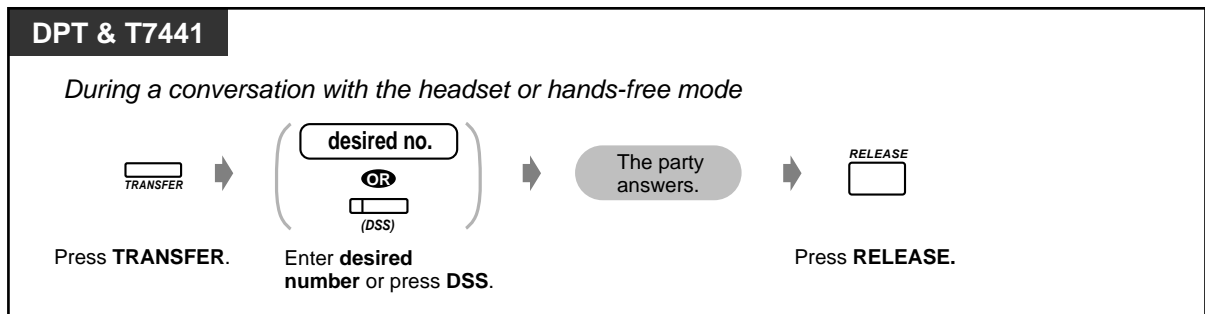 DPT & T7441
During a conversation with the headset or hands-free mode
TRANSFER
desired no.
OR
(DSS)
The party
answers.
RELEASE
Press TRANSFER.
Enter desired
number or press DSS.
Press RELEASE.